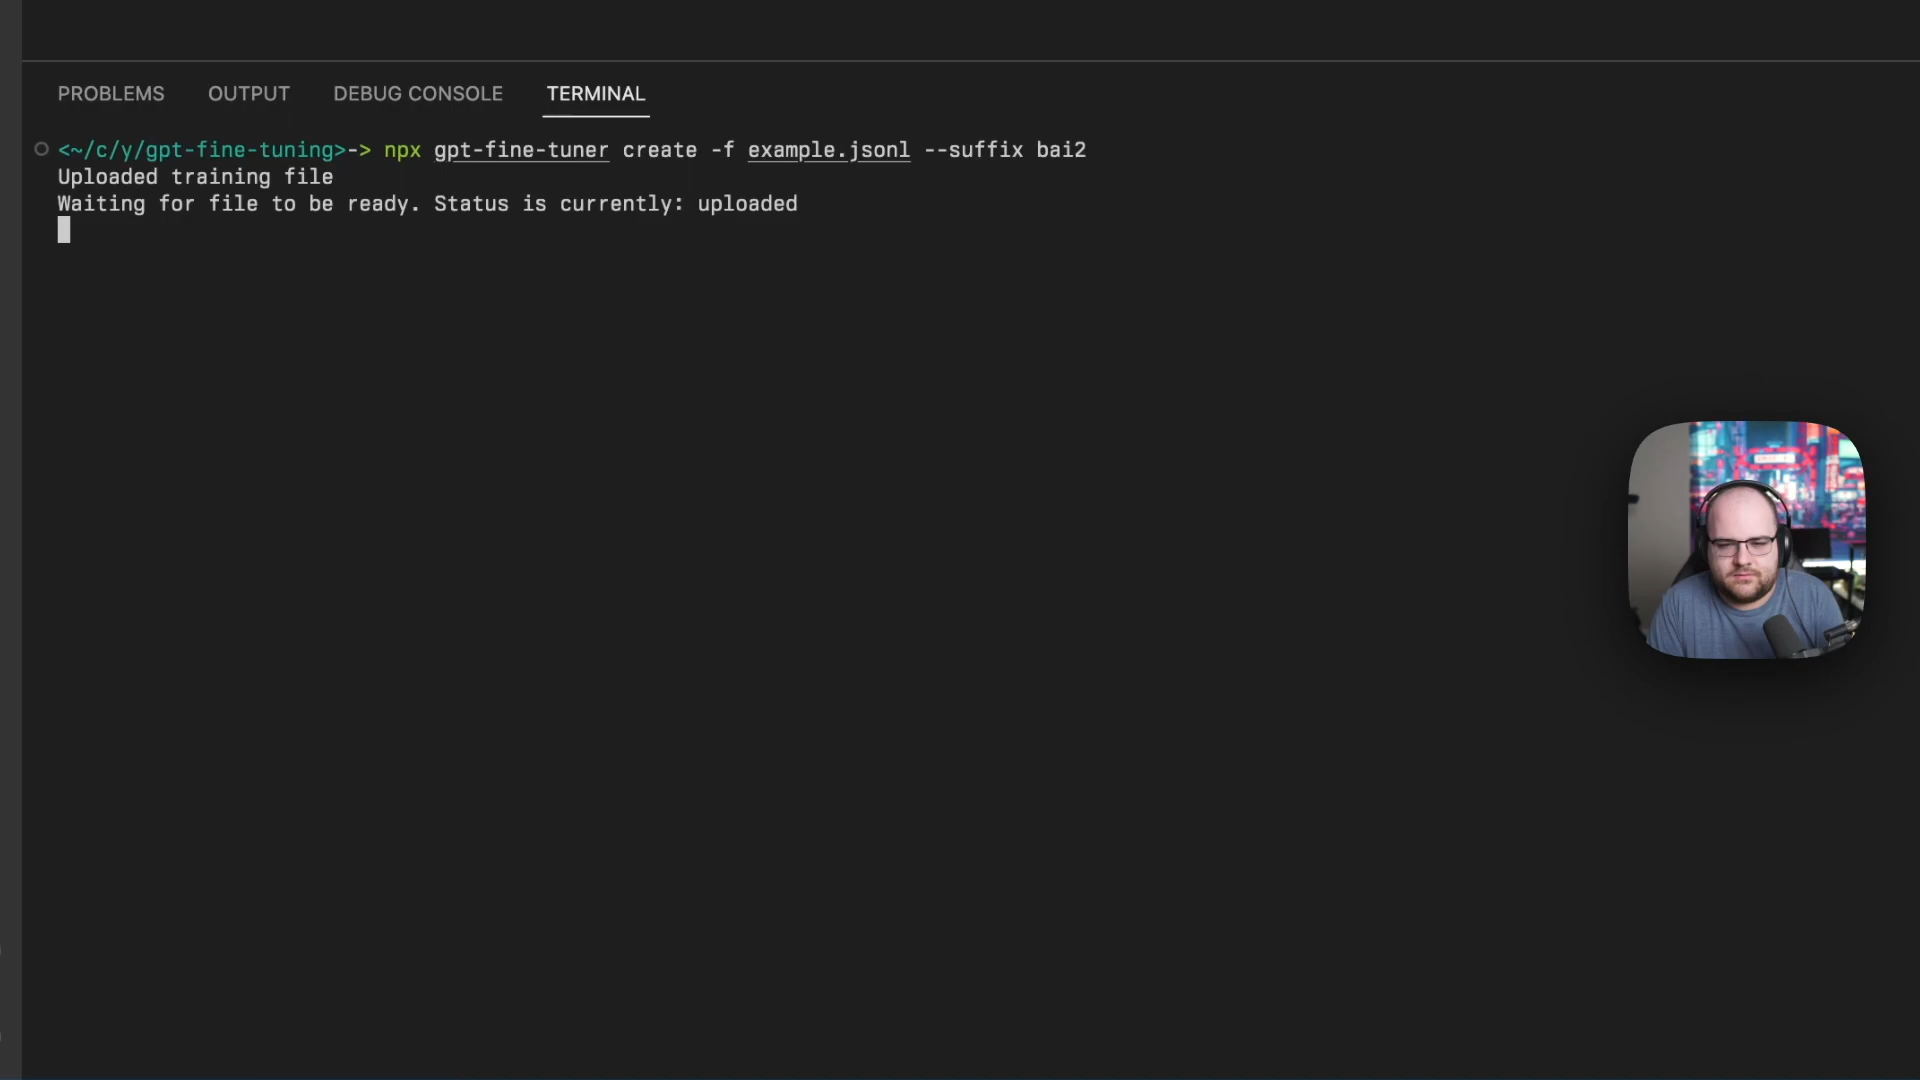 PROBLEMS OUTPUT DEBUG CONSOLE TERMINAL
<~/c/y/gpt-fine-tuning>-> npx gpt-fine-tuner create -f example.jsonl --suffix bai2
Uploaded training file
Waiting for file to be ready. Status is currently: uploaded